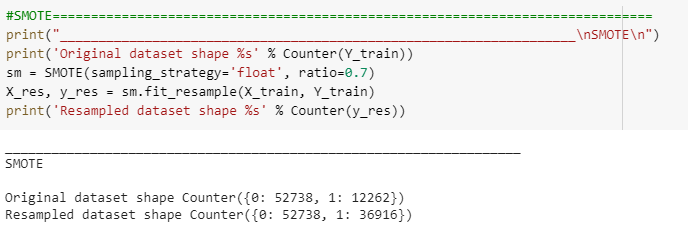 #SMOTE==============================================================================
print("____________________________________________________________________\nSMOTE\n")
print('Original dataset shape %s' % Counter(Y_train))
sm = SMOTE(sampling_strategy='float', ratio=0.7)
X_res, y_res = sm.fit_resample(X_train, Y_train)
print('Resampled dataset shape %s' % Counter(y_res))
____________________________________________________________________
SMOTE
Original dataset shape Counter({0: 52738, 1: 12262})
Resampled dataset shape Counter({0: 52738, 1: 36916})